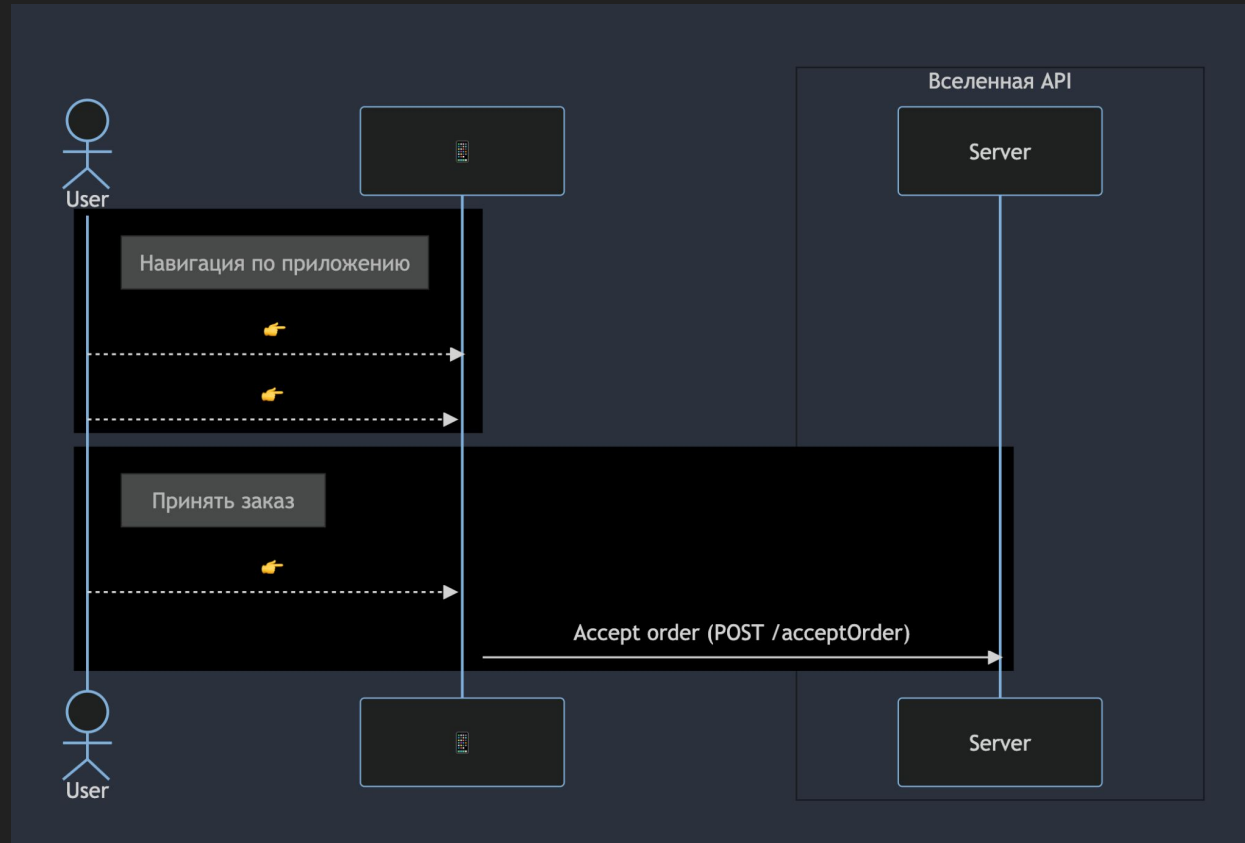 Вселенная API
User
📱
Server
Навигация по приложению
👉
👉
Принять заказ
👉
Accept order (POST /acceptOrder)
User
📱
Server